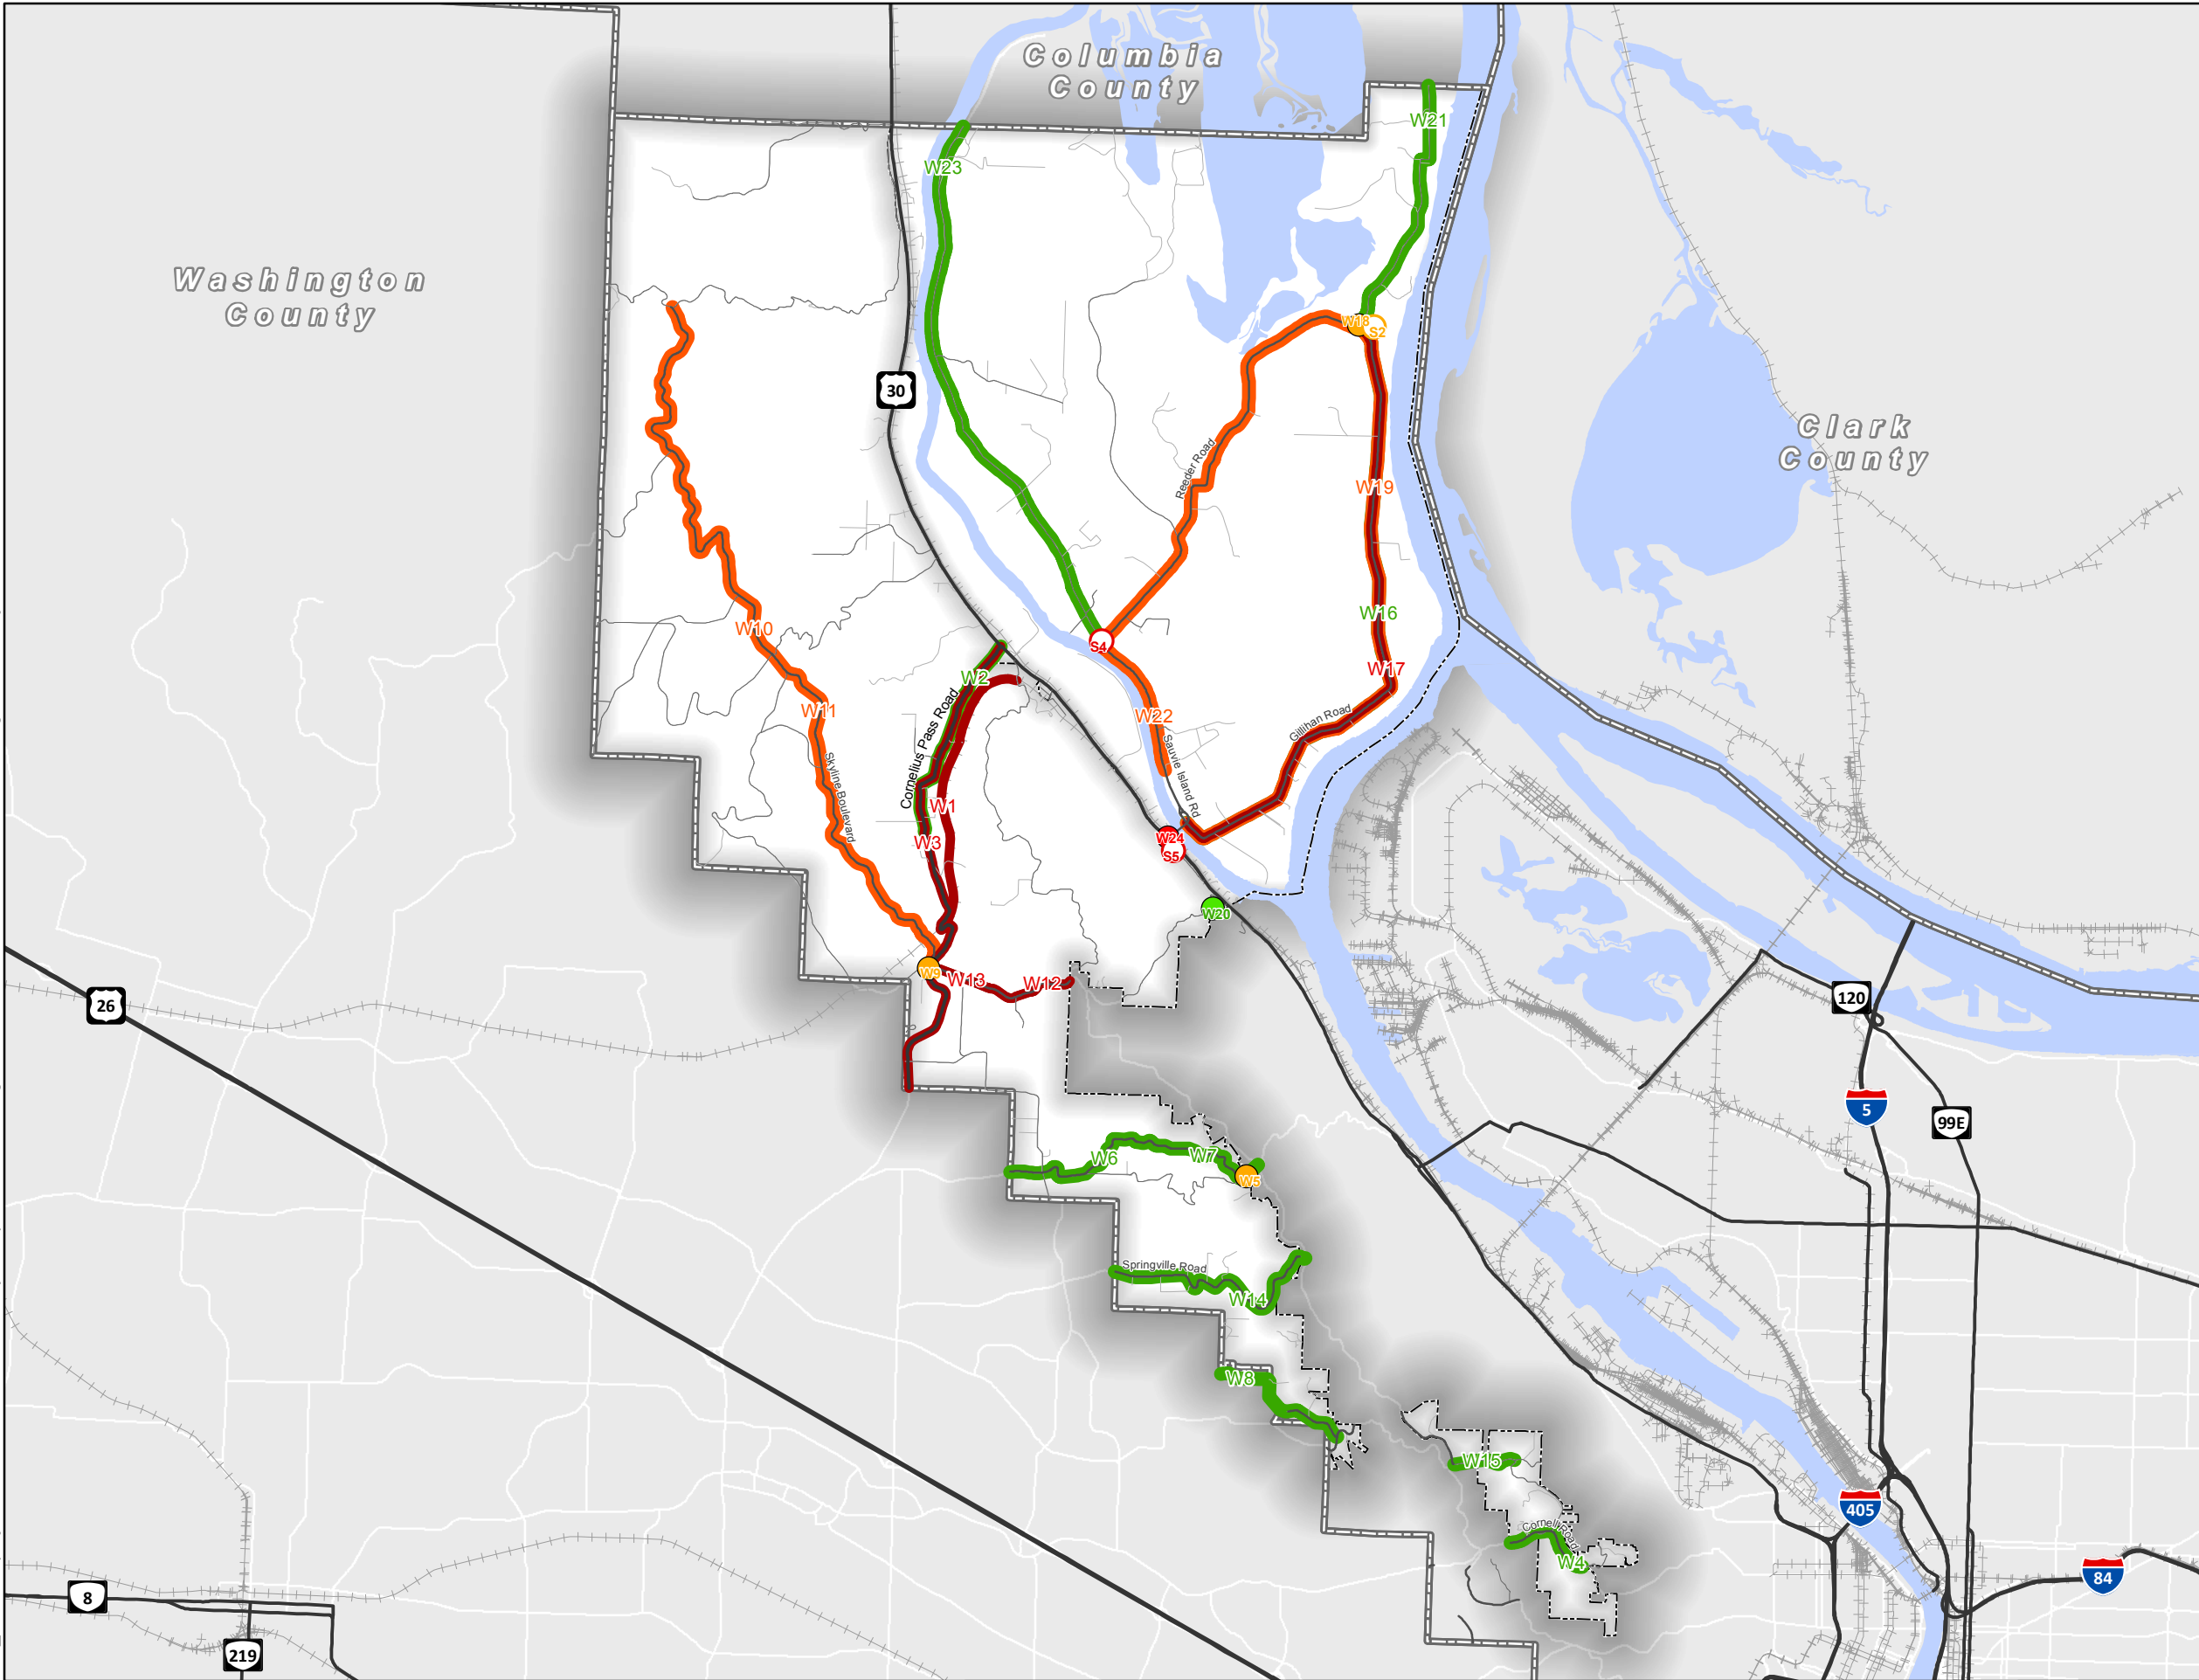 Columbia
County
W21
W23
Washington
County
W18
S2
30
Clark
County
Reeder Road
W19
W16
W10
S4
W17
W2
W11
W22
Gillihan Road
Cornelius Pass Road
Sauvie Island Rd
Skyline Boulevard
W1
W3
W24
S5
W20
W9
W13
W12
120
26
5
99E
W6
W7
W5
Springville Road
W14
W8
W15
405
Cornell Road
W4
84
8
219